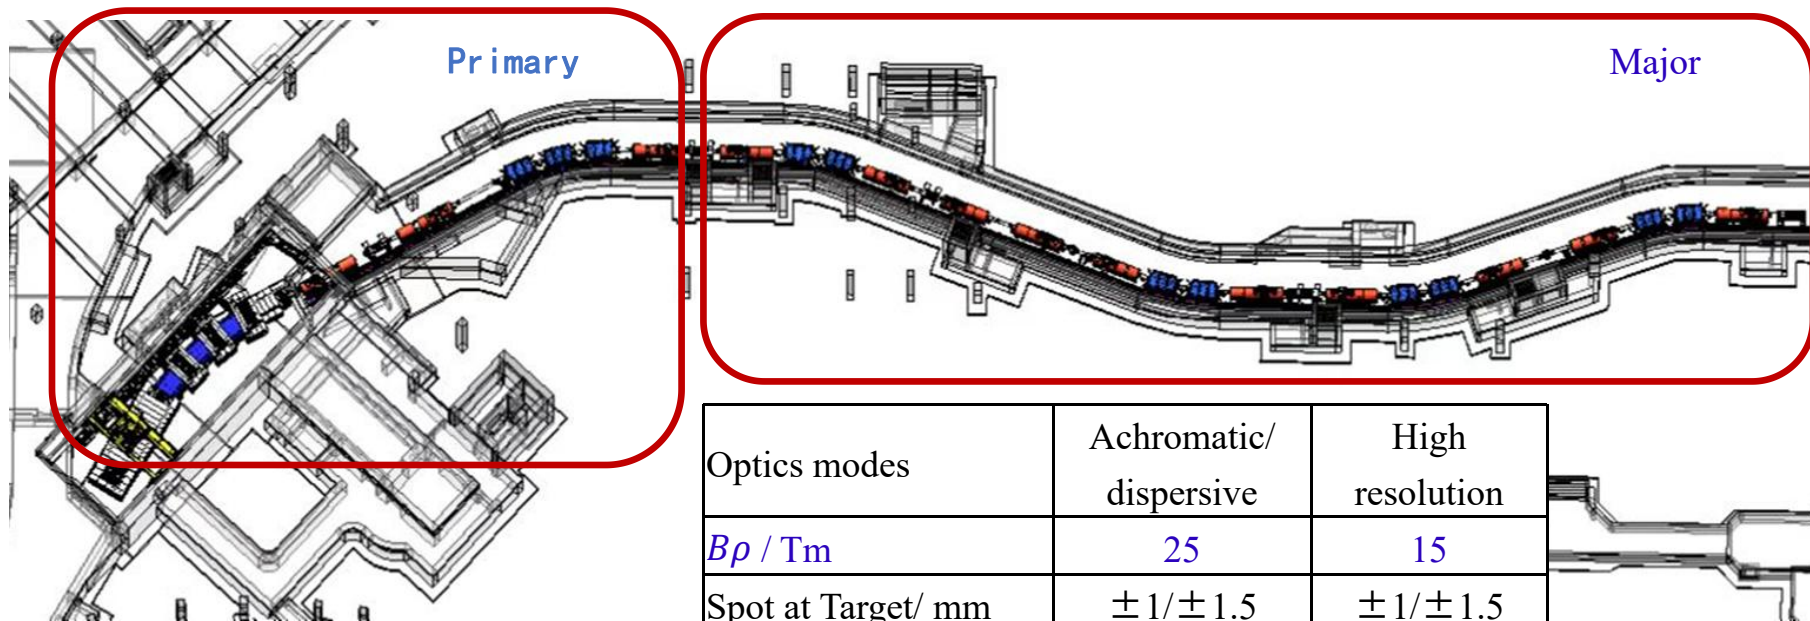 Primary
Major
Optics modes
Achromatic/
dispersive
High
resolution
Bρ / Tm
25
15
Spot at Target/ mm
±1/±1.5
±1/±1.5